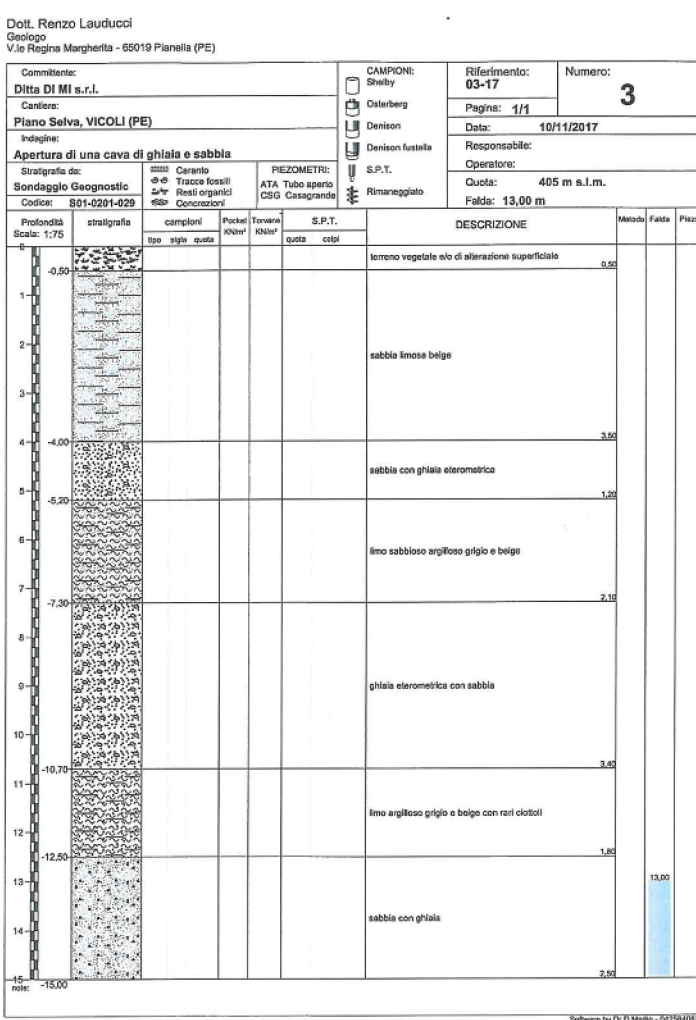 Dott. Renzo Lauducci
Geologo
V.le Regina Margherita - 65019 Pianella (PE)
Committente:
Ditta DI MI s.r.l.
Cantiere:
Piano Selva, VICOLI (PE)
Indagine:
Apertura di una cava di ghiaia e sabbia
Stratigrafia da:
Sondaggio Geognostic
Codice: S01-0201-029
Caranto
Tracce fossili
Resti organici
Concrezioni
PIEZOMETRI:
ATA Tubo aperto
CSG Casagrande
CAMPIONI:
Shelby
Osterberg
Denison
Denison fustella
S.P.T.
Rimaneggiato
Riferimento:
03-17
Numero:
3
Pagina: 1/1
Data: 10/11/2017
Responsabile:
Operatore:
Quota: 405 m s.l.m.
Falda: 13,00 m
Profondità
Scala: 1:75
stratigrafia
campioni
tipo sigla quota
Pocket
KN/m²
Torvane
KN/m²
S.P.T.
quota colpi
DESCRIZIONE
Metodo Falda Piez
0
terreno vegetale e/o di alterazione superficiale
-0,50 0,50
1
2
sabbia limosa beige
3
4 -4,00 3,50
sabbia con ghiaia eterometrica
5
-5,20 1,20
6
limo sabbioso argilloso grigio e beige
7
-7,30 2,10
8
9
ghiaia eterometrica con sabbia
10
-10,70 3,40
11
limo argilloso grigio e beige con rari ciottoli
12
-12,50 1,80
13 13,00
sabbia con ghiaia
14
15 -15,00 2,50
note: